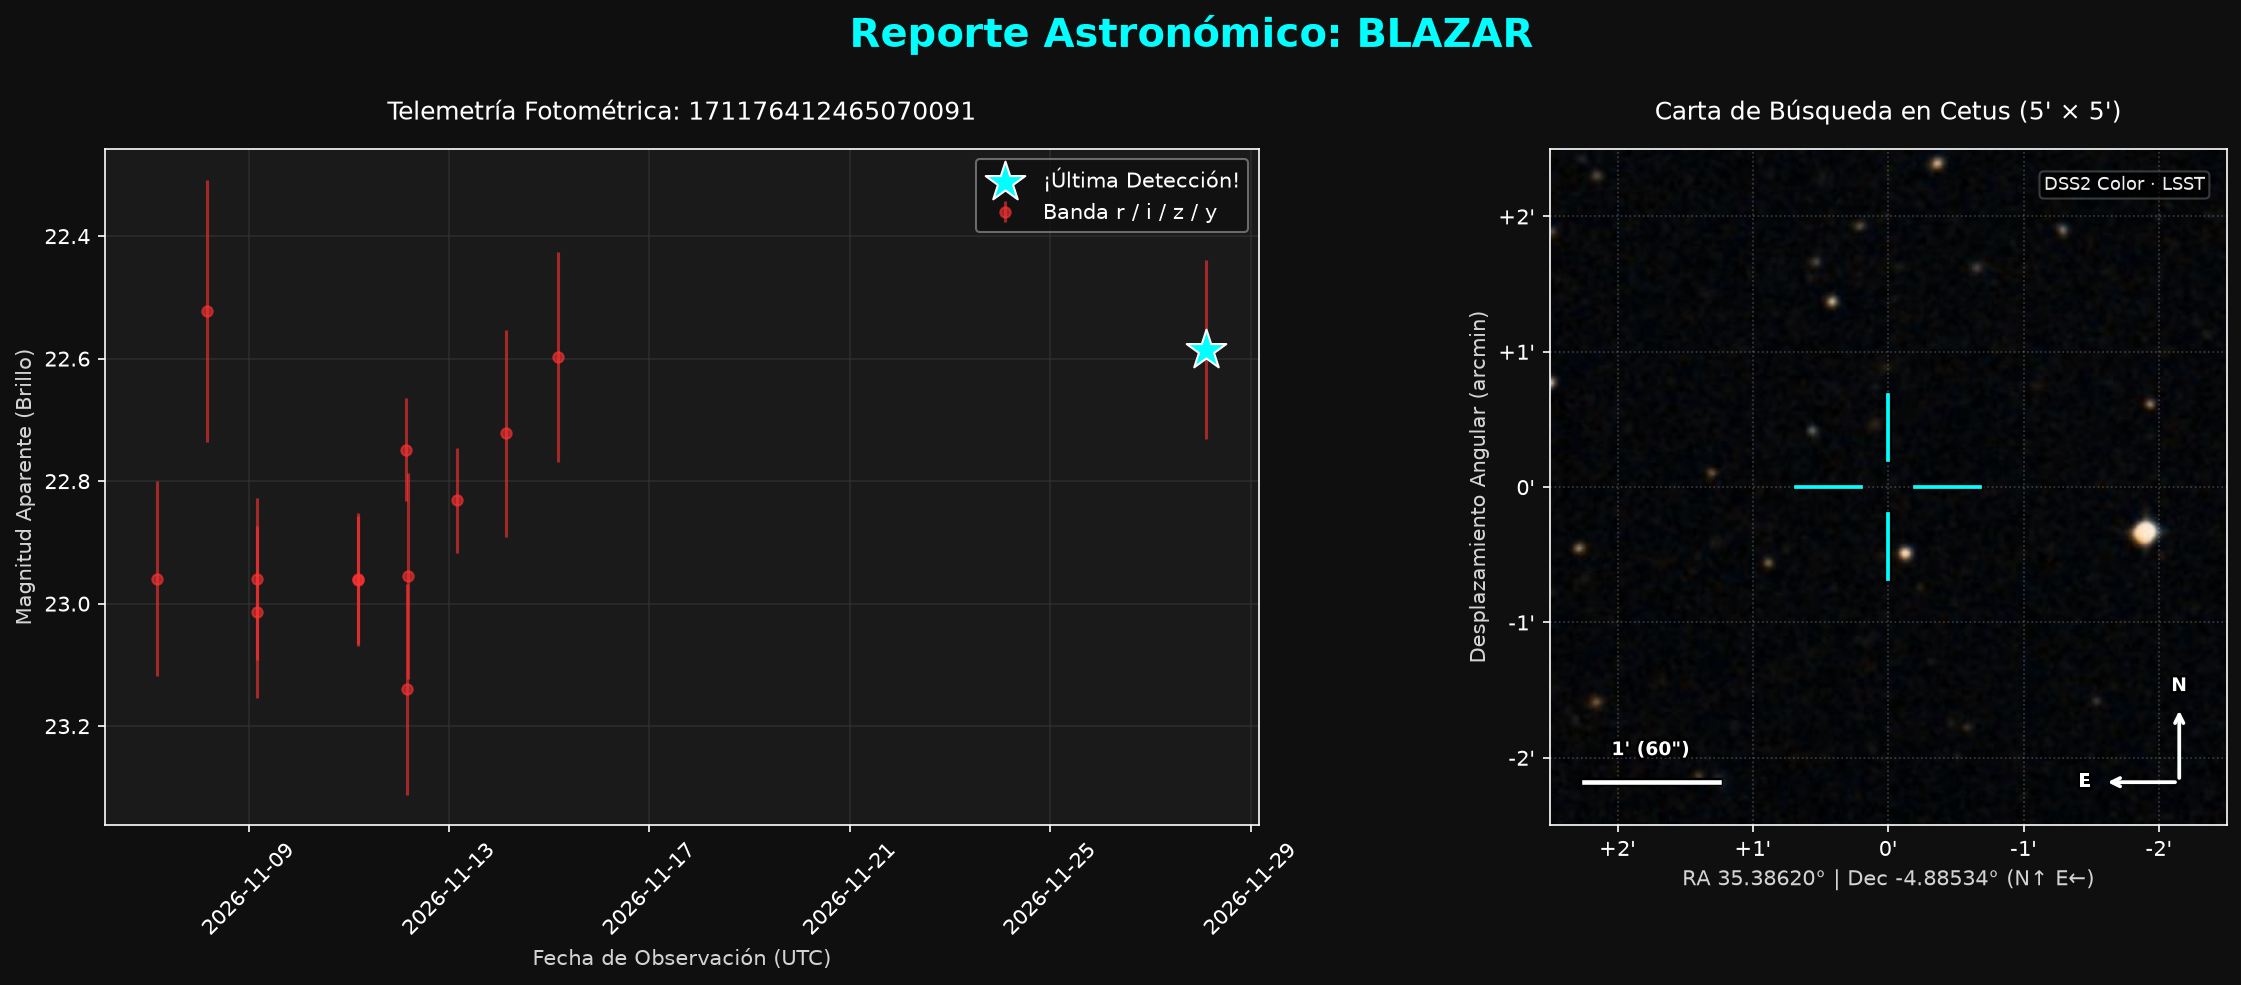 Reporte Astronómico: BLAZAR
Telemetría Fotométrica: 171176412465070091
¡Última Detección!
Banda r / i / z / y
Magnitud Aparente (Brillo)
22.4
22.6
22.8
23.0
23.2
2026-11-09
2026-11-13
2026-11-17
2026-11-21
2026-11-25
2026-11-29
Fecha de Observación (UTC)
Carta de Búsqueda en Cetus (5' × 5')
DSS2 Color · LSST
Desplazamiento Angular (arcmin)
+2'
+1'
0'
-1'
-2'
1' (60")
N
E
+2'
+1'
0'
-1'
-2'
RA 35.38620° | Dec -4.88534° (N↑ E←)